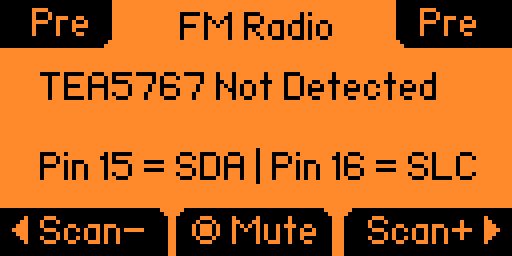 Pre FM Radio Pre
TEA5767 Not Detected
Pin 15 = SDA | Pin 16 = SLC
Scan- Mute Scan+